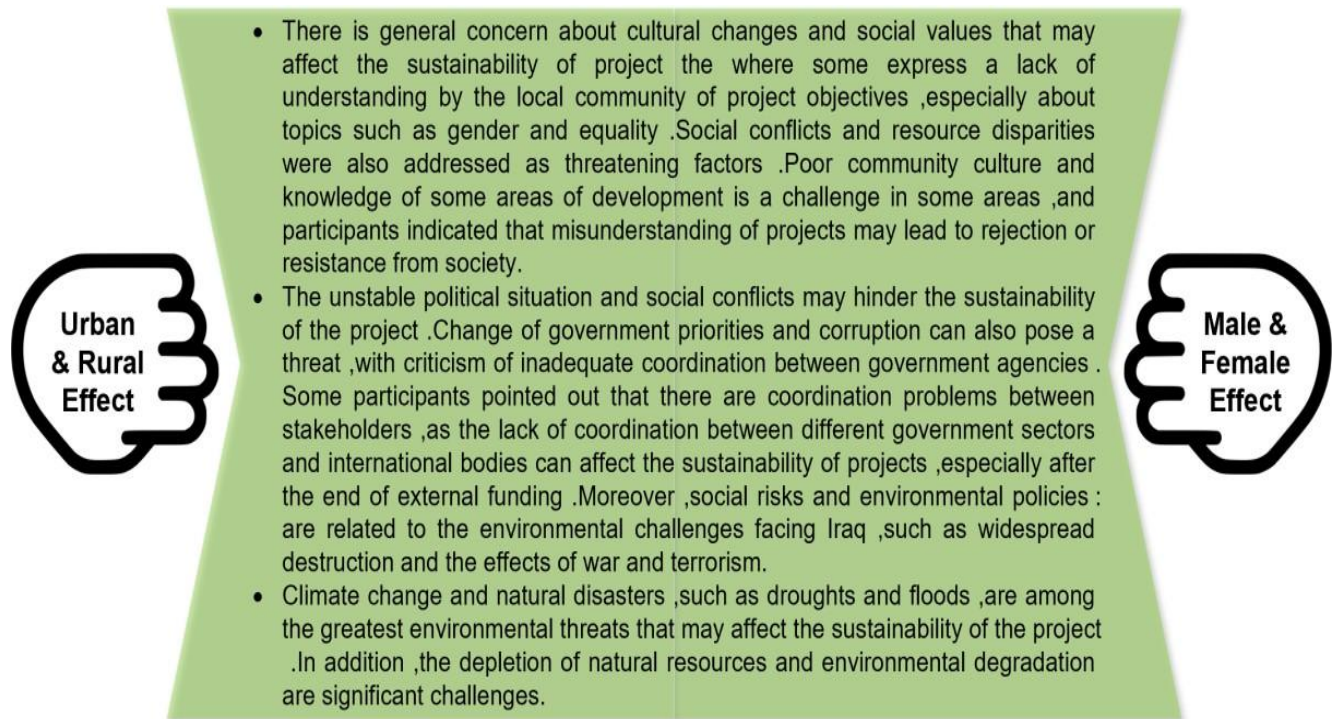 • There is general concern about cultural changes and social values that may
affect the sustainability of project the where some express a lack of
understanding by the local community of project objectives ,especially about
topics such as gender and equality .Social conflicts and resource disparities
were also addressed as threatening factors .Poor community culture and
knowledge of some areas of development is a challenge in some areas ,and
participants indicated that misunderstanding of projects may lead to rejection or
resistance from society.
• The unstable political situation and social conflicts may hinder the sustainability
of the project .Change of government priorities and corruption can also pose a
threat ,with criticism of inadequate coordination between government agencies .
Some participants pointed out that there are coordination problems between
stakeholders ,as the lack of coordination between different government sectors
and international bodies can affect the sustainability of projects ,especially after
the end of external funding .Moreover ,social risks and environmental policies :
are related to the environmental challenges facing Iraq ,such as widespread
destruction and the effects of war and terrorism.
• Climate change and natural disasters ,such as droughts and floods ,are among
the greatest environmental threats that may affect the sustainability of the project
.In addition ,the depletion of natural resources and environmental degradation
are significant challenges.
Urban
& Rural
Effect
Male &
Female
Effect